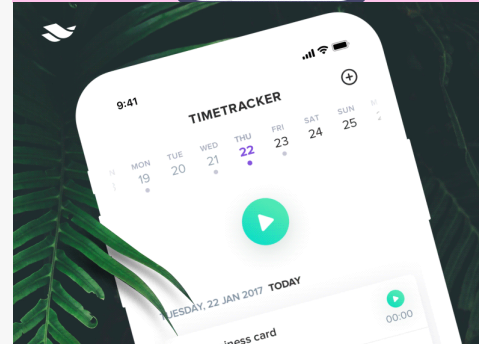 9:41
TIMETRACKER
MON TUE WED THU FRI SAT SUN
19 20 21 22 23 24 25
TUESDAY, 22 JAN 2017 TODAY
card
00:00